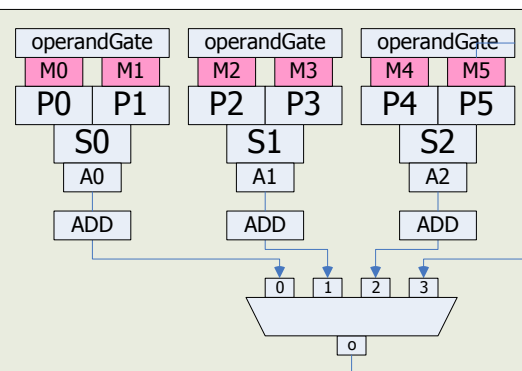 operandGate operandGate operandGate
M0 M1 M2 M3 M4 M5
P0 P1 P2 P3 P4 P5
S0 S1 S2
A0 A1 A2
ADD ADD ADD
0 1 2 3
o